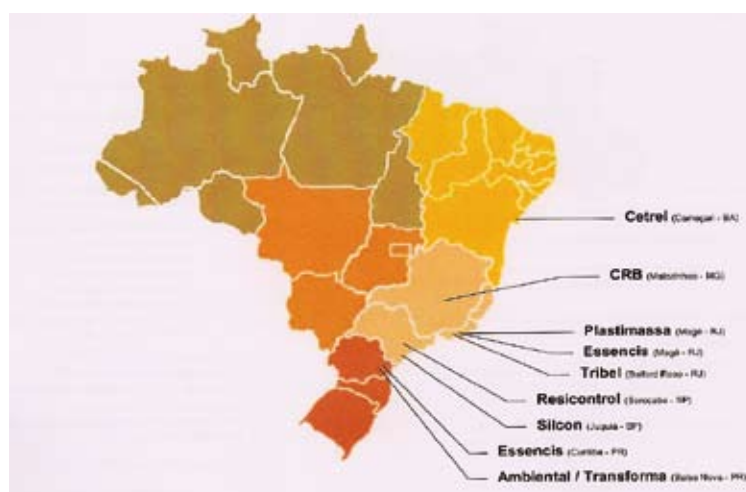 Cetrel (Camaçari - BA)
CRB (Matozinhos - MG)
Plastimassa (Magé - RJ)
Essencis (Magé - RJ)
Tribel (Belford Roxo - RJ)
Resicontrol (Sorocaba - SP)
Silcon (Juquiá - SP)
Essencis (Curitiba - PR)
Ambiental / Transforma (Balsa Nova - PR)